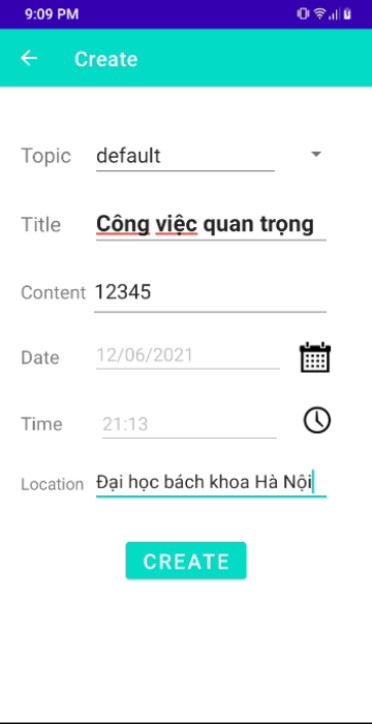 9:09 PM
Create
Topic default
Title Công việc quan trọng
Content 12345
Date 12/06/2021
Time 21:13
Location Đại học bách khoa Hà Nội
CREATE